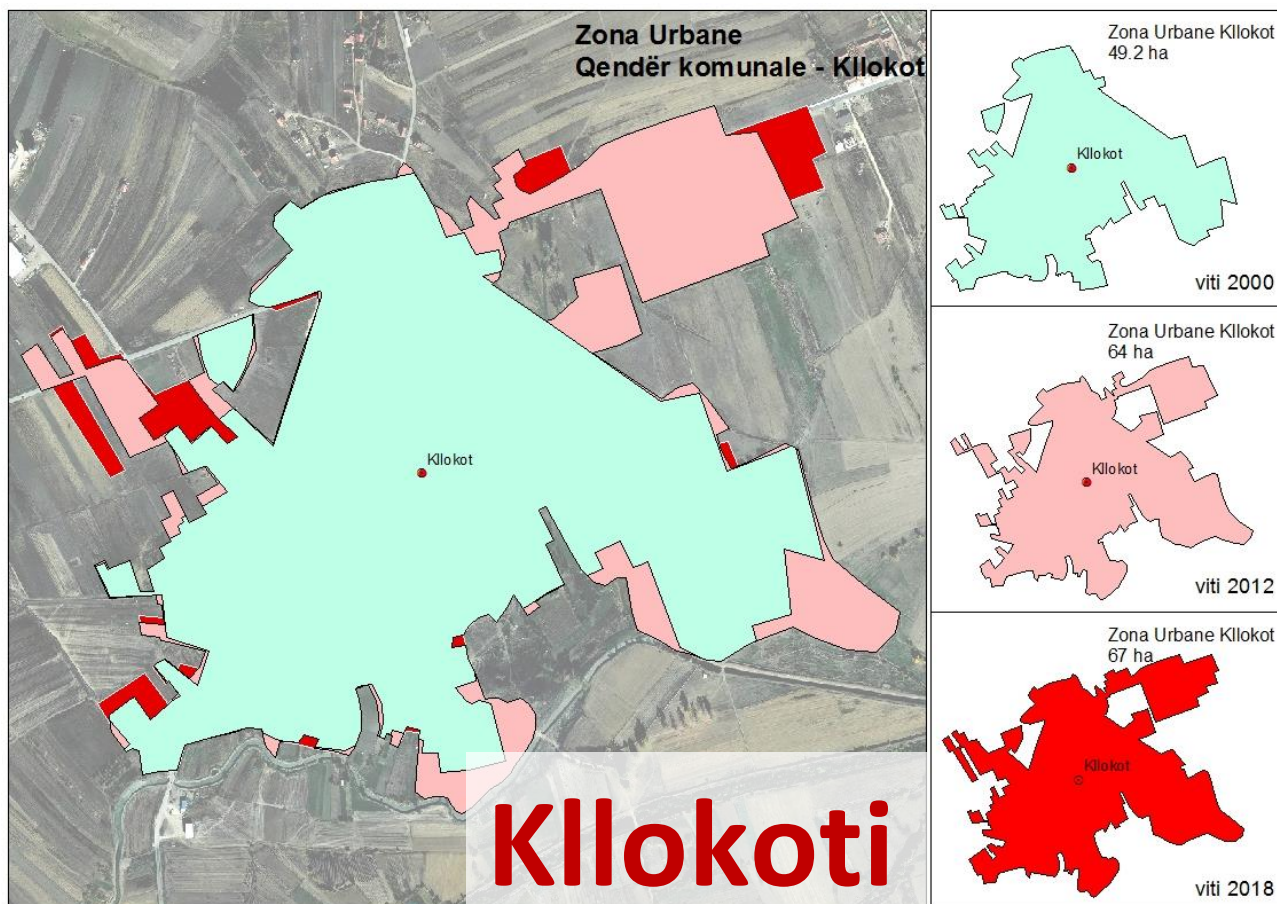 Zona Urbane
Qendër komunale - Kllokot
Kllokot
Kllokoti
Zona Urbane Kllokot
49.2 ha
Kllokot
viti 2000
Zona Urbane Kllokot
64 ha
Kllokot
viti 2012
Zona Urbane Kllokot
67 ha
Kllokot
viti 2018